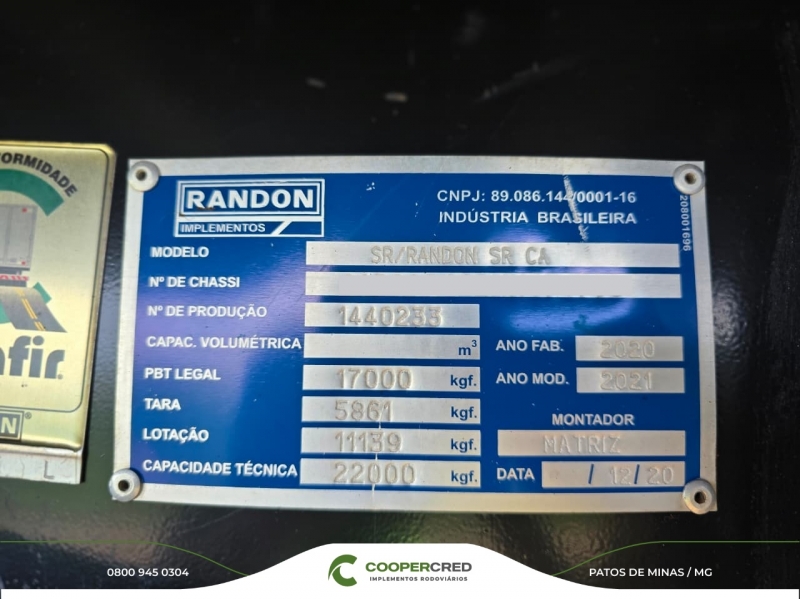 ORMIDADE
afir
RANDON
IMPLEMENTOS
CNPJ: 89.086.144/0001-16
INDÚSTRIA BRASILEIRA
208001696
MODELO SR/RANDON SR CA
Nº DE CHASSI
Nº DE PRODUÇÃO 1440233
CAPAC. VOLUMÉTRICA m³ ANO FAB. 2020
PBT LEGAL 17000 kgf. ANO MOD. 2021
TARA 5861 kgf. MONTADOR
LOTAÇÃO 11139 kgf. MATRIZ
CAPACIDADE TÉCNICA 22000 kgf. DATA / 12 / 20
L
0800 945 0304
COOPERCRED
IMPLEMENTOS RODOVIÁRIOS
PATOS DE MINAS / MG